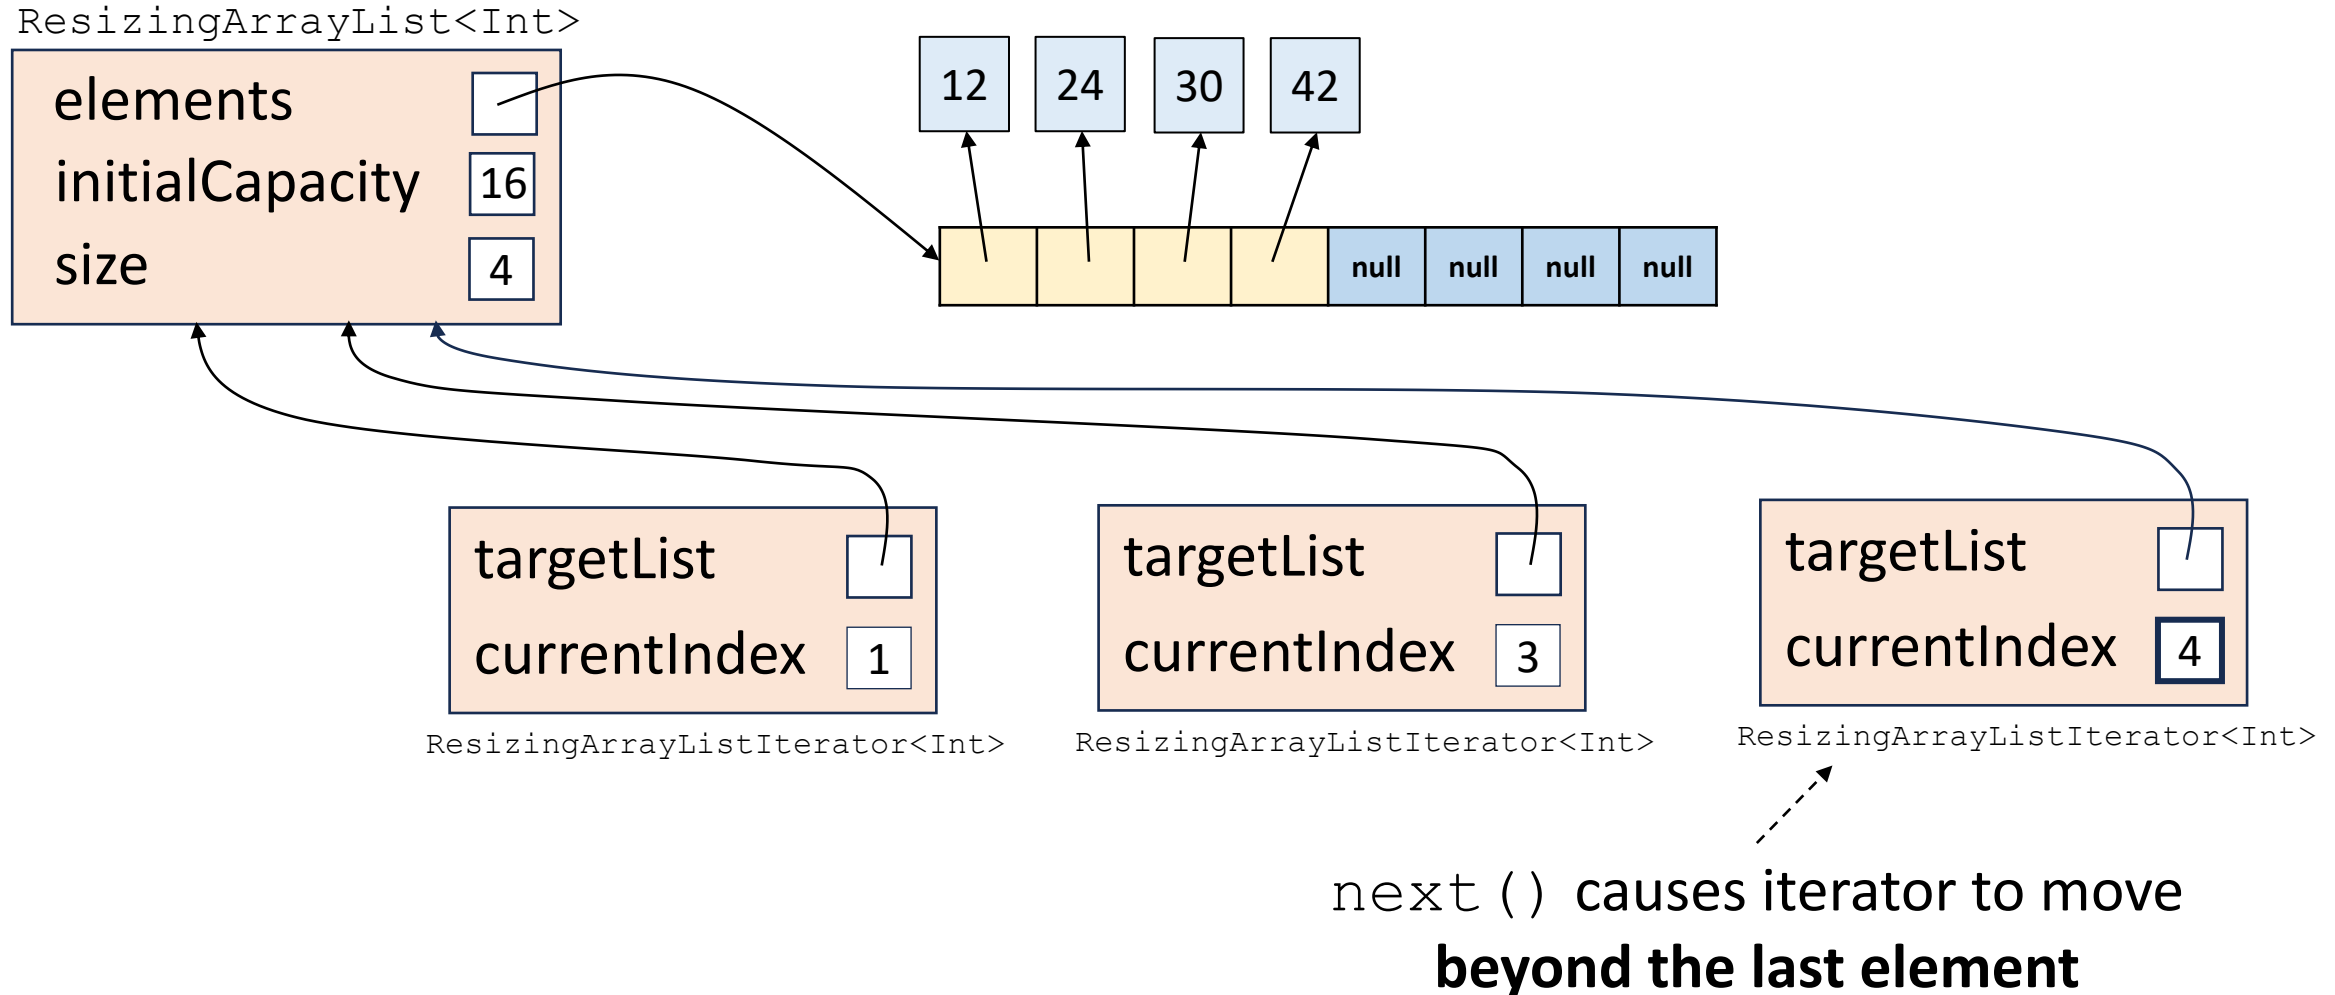 ResizingArrayList<Int>
elements
initialCapacity 16
size 4
12 24 30 42
null null null null
targetList
currentIndex 1
ResizingArrayListIterator<Int>
targetList
currentIndex 3
ResizingArrayListIterator<Int>
targetList
currentIndex 4
ResizingArrayListIterator<Int>
next() causes iterator to move
beyond the last element